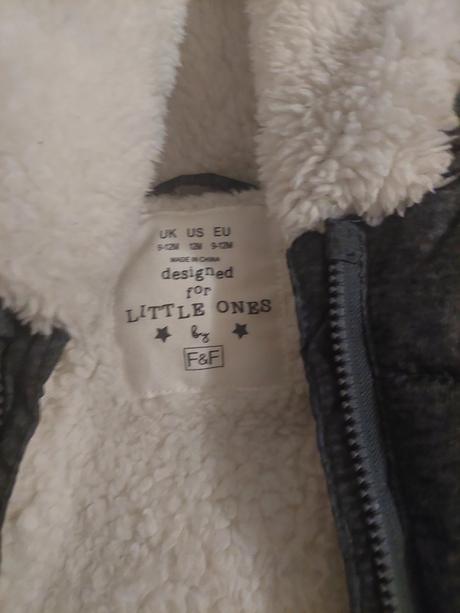 UK US EU
9-12M 12M 9-12M
MADE IN CHINA
designed
for
LITTLE ONES
by
F&F